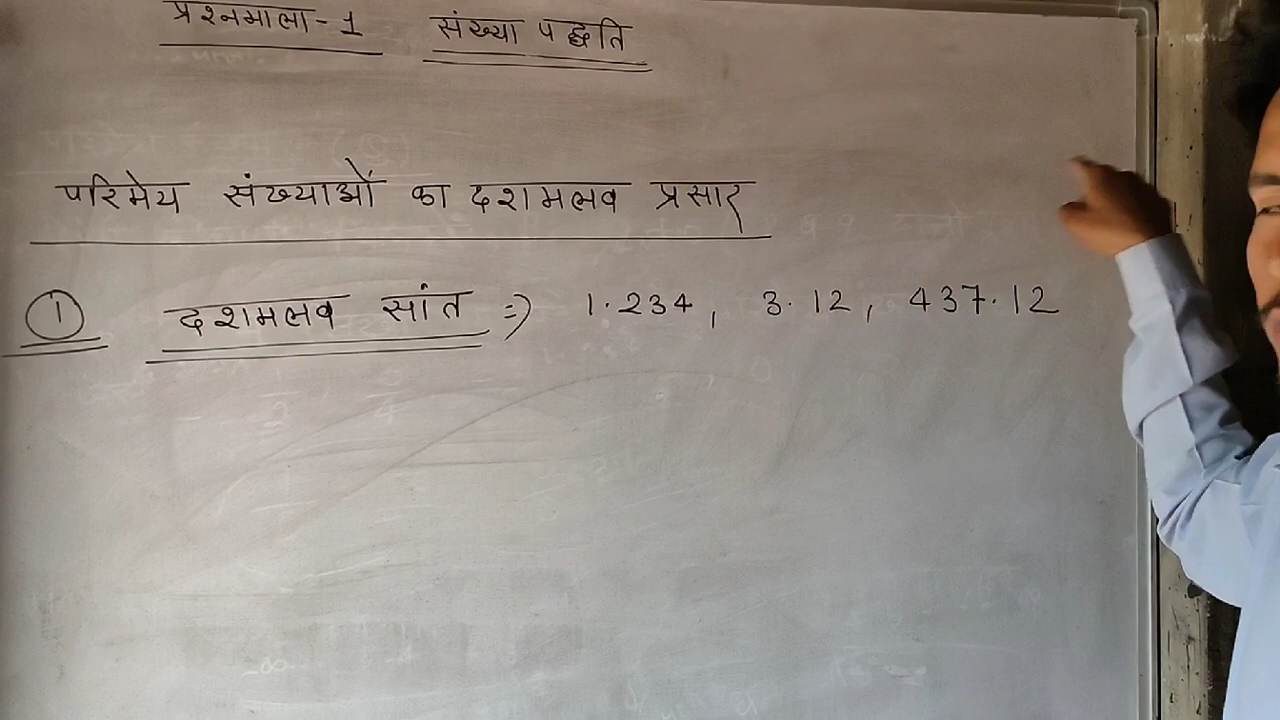 प्रश्नमाला-1 संख्या पद्धति
परिमेय संख्याओं का दशमलव प्रसार
1 दशमलव सांत => 1.234, 3.12, 437.12